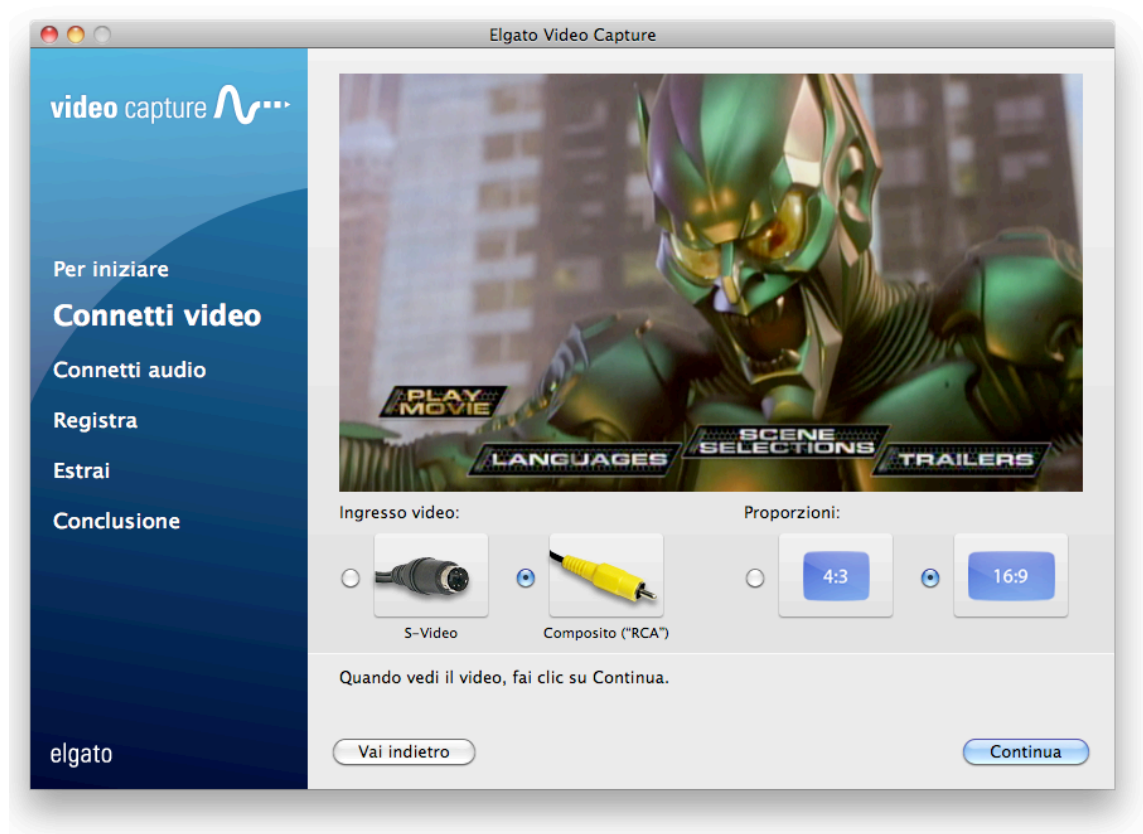 Elgato Video Capture
video capture
Per iniziare
Connetti video
Connetti audio
Registra
Estrai
Conclusione
elgato
PLAY
MOVIE
LANGUAGES
SCENE
SELECTIONS
TRAILERS
Ingresso video:
Proporzioni:
4:3
16:9
S-Video
Composito ("RCA")
Quando vedi il video, fai clic su Continua.
Vai indietro
Continua